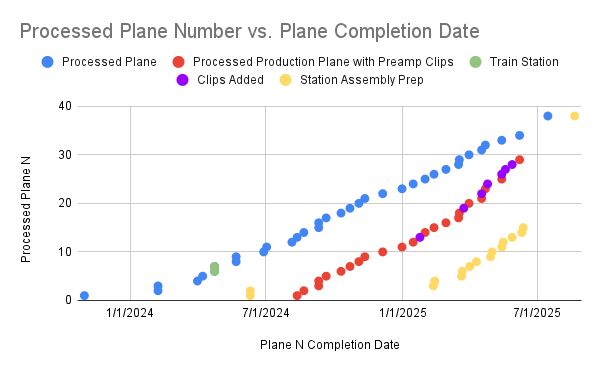 Processed Plane Number vs. Plane Completion Date
Processed Plane Processed Production Plane with Preamp Clips Train Station
Clips Added Station Assembly Prep
40
30
20
10
0
Processed Plane N
1/1/2024 7/1/2024 1/1/2025 7/1/2025
Plane N Completion Date